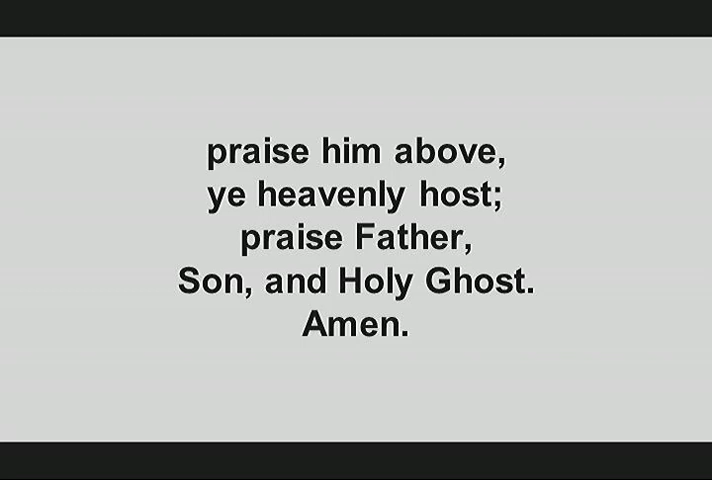 praise him above,
ye heavenly host;
praise Father,
Son, and Holy Ghost.
Amen.